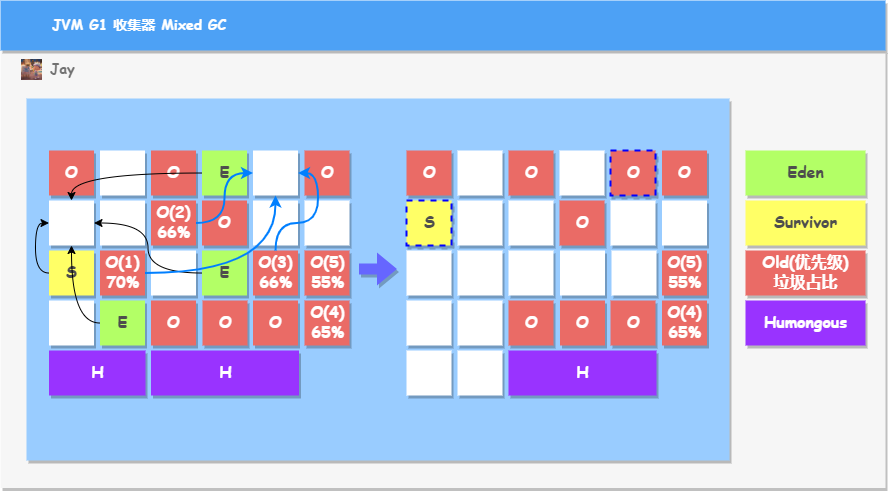 JVM G1 收集器 Mixed GC
Jay
O O E O
O(2) O
66%
S O(1) E O(3) O(5)
70% 66% 55%
E O O O O(4)
65%
H H
O O O O
S O
O(5)
55%
O O O O(4)
65%
H
Eden
Survivor
Old(优先级)
垃圾占比
Humongous